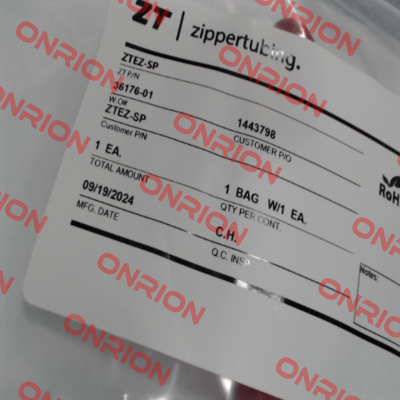 ZT | zippertubing.
ZTEZ-SP
ZT P/N
36176-01
W.O#
1443798
CUSTOMER P/O
ZTEZ-SP
Customer P/N
1 EA.
TOTAL AMOUNT
1 BAG W/1 EA.
QTY PER CONT.
09/19/2024
MFG. DATE
C.H.
Q.C. INSP
Notes:
RoH
ONRION